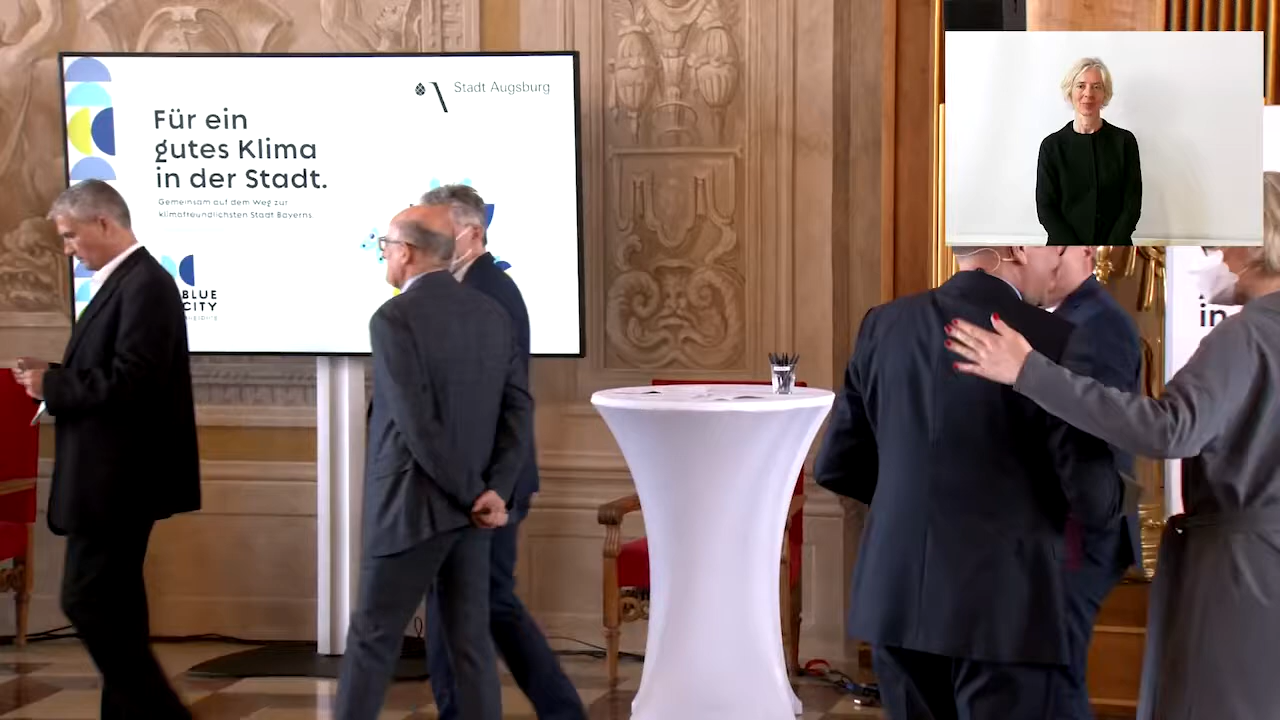 Stadt Augsburg
Für ein
gutes Klima
in der Stadt.
Gemeinsam auf dem Weg zur
klimafreundlichsten Stadt Bayerns.
BLUE
CITY
in